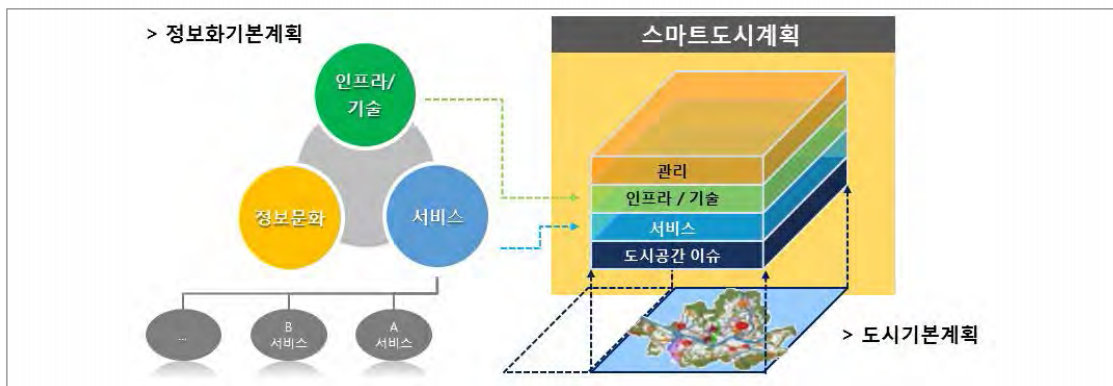 > 정보화기본계획
스마트도시계획
인프라/
기술
정보문화
서비스
관리
인프라 / 기술
서비스
도시공간 이슈
...
B
서비스
A
서비스
> 도시기본계획